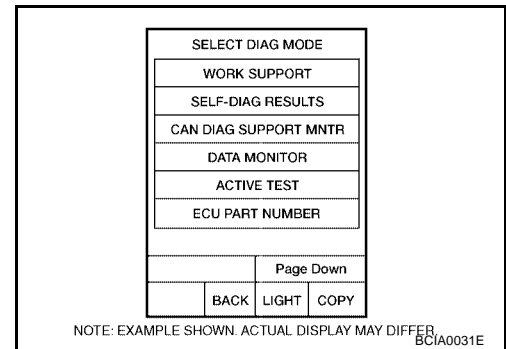 SELECT DIAG MODE
WORK SUPPORT
SELF-DIAG RESULTS
CAN DIAG SUPPORT MNTR
DATA MONITOR
ACTIVE TEST
ECU PART NUMBER
Page Down
BACK LIGHT COPY
NOTE: EXAMPLE SHOWN. ACTUAL DISPLAY MAY DIFFER.
BCIA0031E